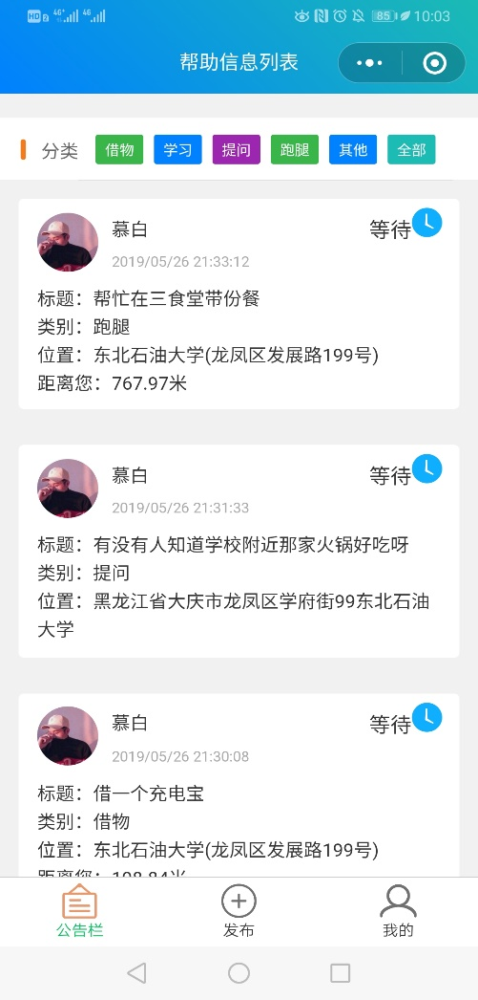 HD 2 4G+ 4G 85 10:03
帮助信息列表
分类 借物 学习 提问 跑腿 其他 全部
慕白 等待
2019/05/26 21:33:12
标题：帮忙在三食堂带份餐
类别：跑腿
位置：东北石油大学(龙凤区发展路199号)
距离您：767.97米
慕白 等待
2019/05/26 21:31:33
标题：有没有人知道学校附近那家火锅好吃呀
类别：提问
位置：黑龙江省大庆市龙凤区学府街99东北石油
大学
慕白 等待
2019/05/26 21:30:08
标题：借一个充电宝
类别：借物
位置：东北石油大学(龙凤区发展路199号)
距离您：108.84米
公告栏 发布 我的